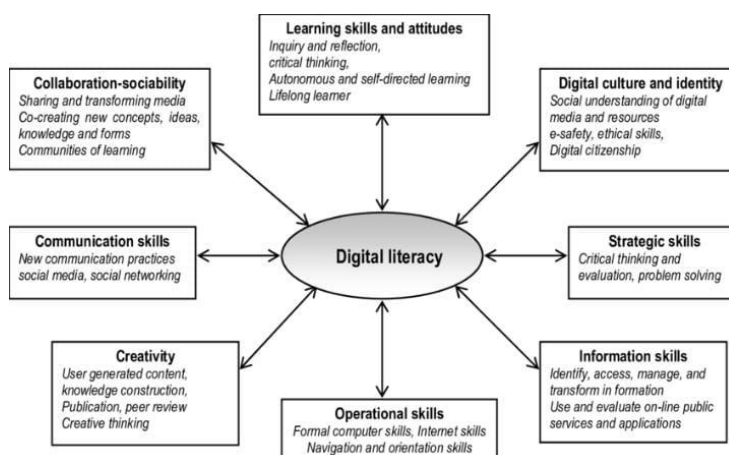 Learning skills and attitudes
Inquiry and reflection,
critical thinking,
Autonomous and self-directed learning
Lifelong learner
Collaboration-sociability
Sharing and transforming media
Co-creating new concepts, ideas,
knowledge and forms
Communities of learning
Digital culture and identity
Social understanding of digital
media and resources
e-safety, ethical skills,
Digital citizenship
Communication skills
New communication practices
social media, social networking
Digital literacy
Strategic skills
Critical thinking and
evaluation, problem solving
Creativity
User generated content,
knowledge construction,
Publication, peer review
Creative thinking
Operational skills
Formal computer skills, Internet skills
Navigation and orientation skills
Information skills
Identify, access, manage, and
transform in formation
Use and evaluate on-line public
services and applications